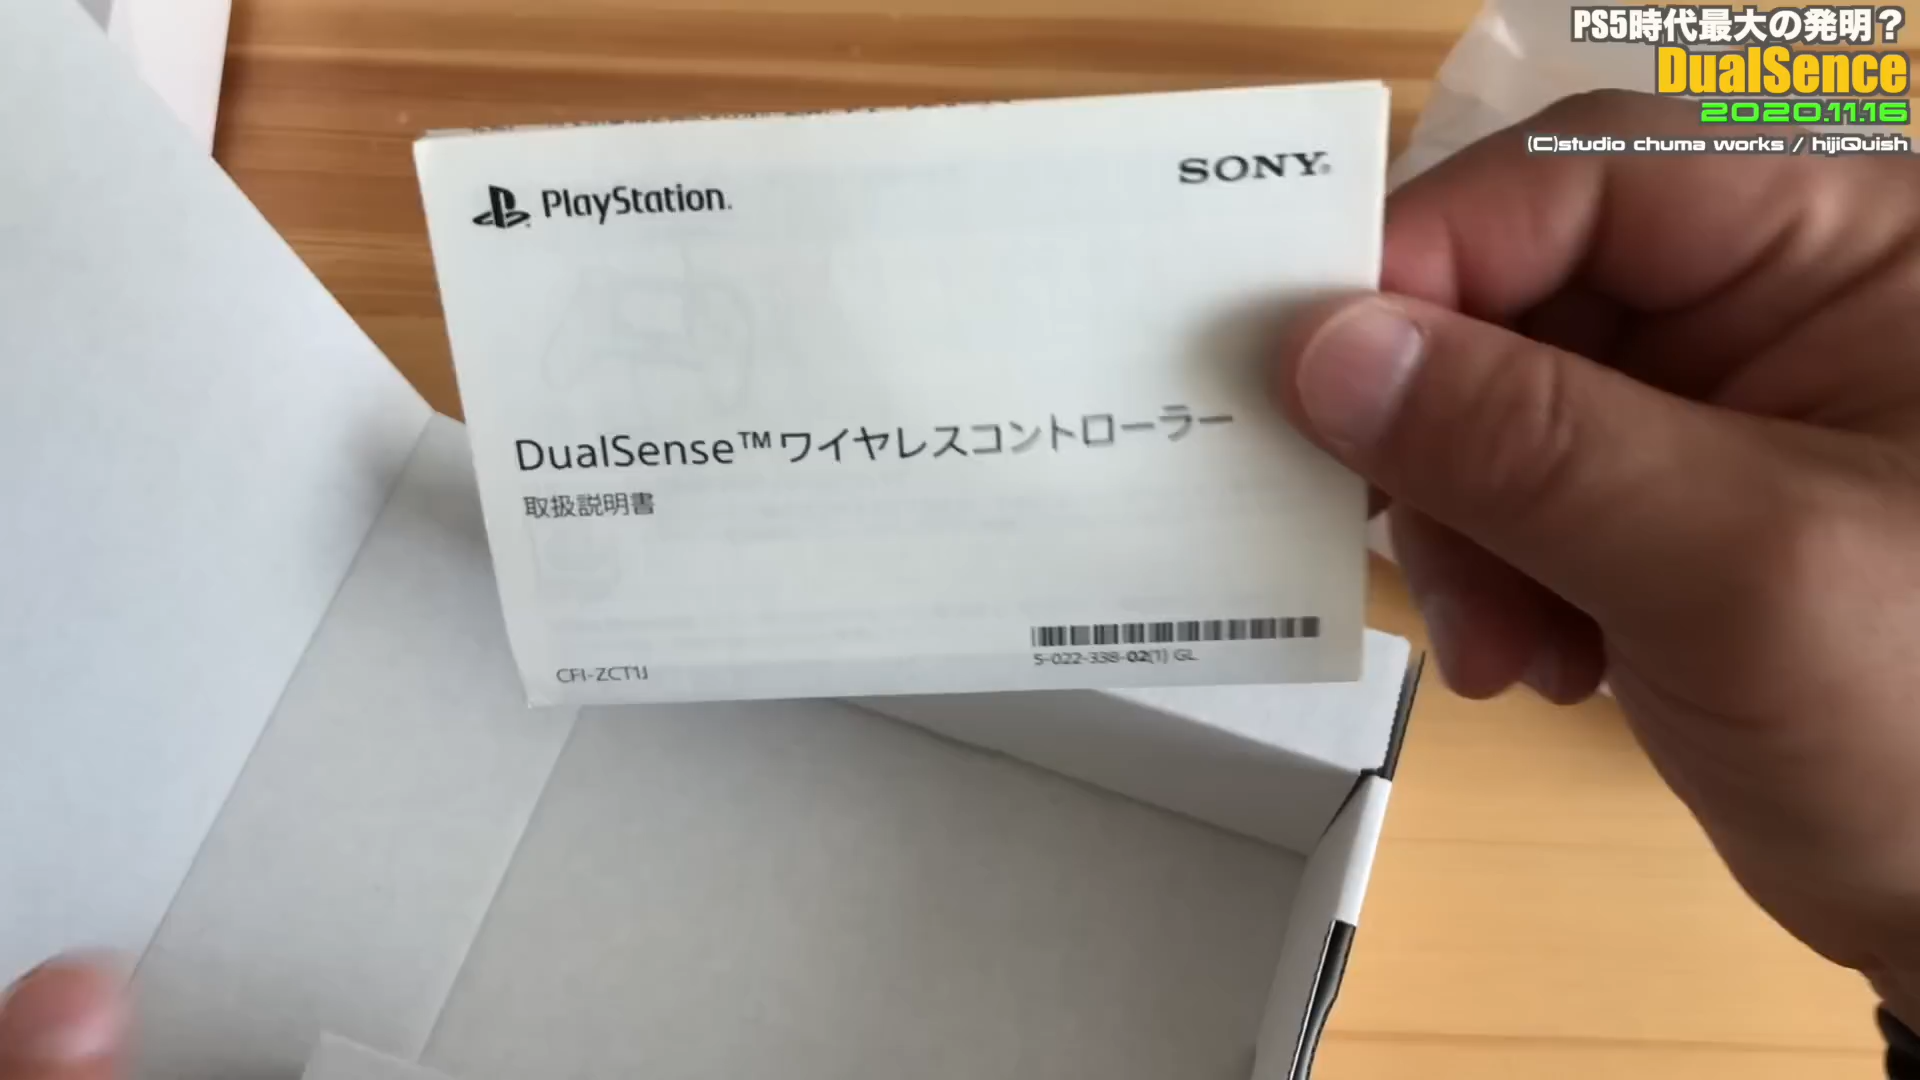 PS5時代最大の発明？
DualSence
2020.11.16
(C)studio chuma works / hijiQuish
PlayStation®
SONY®
DualSense™ワイヤレスコントローラー
取扱説明書
5-022-338-02(1) GL
CFI-ZCT1J